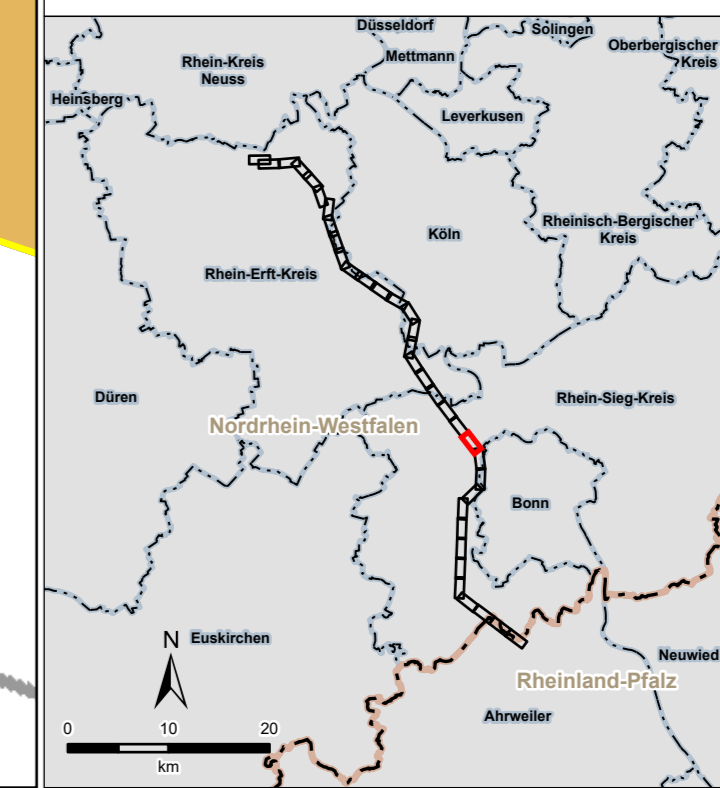 Düsseldorf
Solingen
Oberbergischer
Kreis
Mettmann
Rhein-Kreis
Neuss
Heinsberg
Leverkusen
Köln
Rheinisch-Bergischer
Kreis
Rhein-Erft-Kreis
Düren
Rhein-Sieg-Kreis
Nordrhein-Westfalen
Bonn
N
Euskirchen
Neuwied
Rheinland-Pfalz
Ahrweiler
0 10 20
km